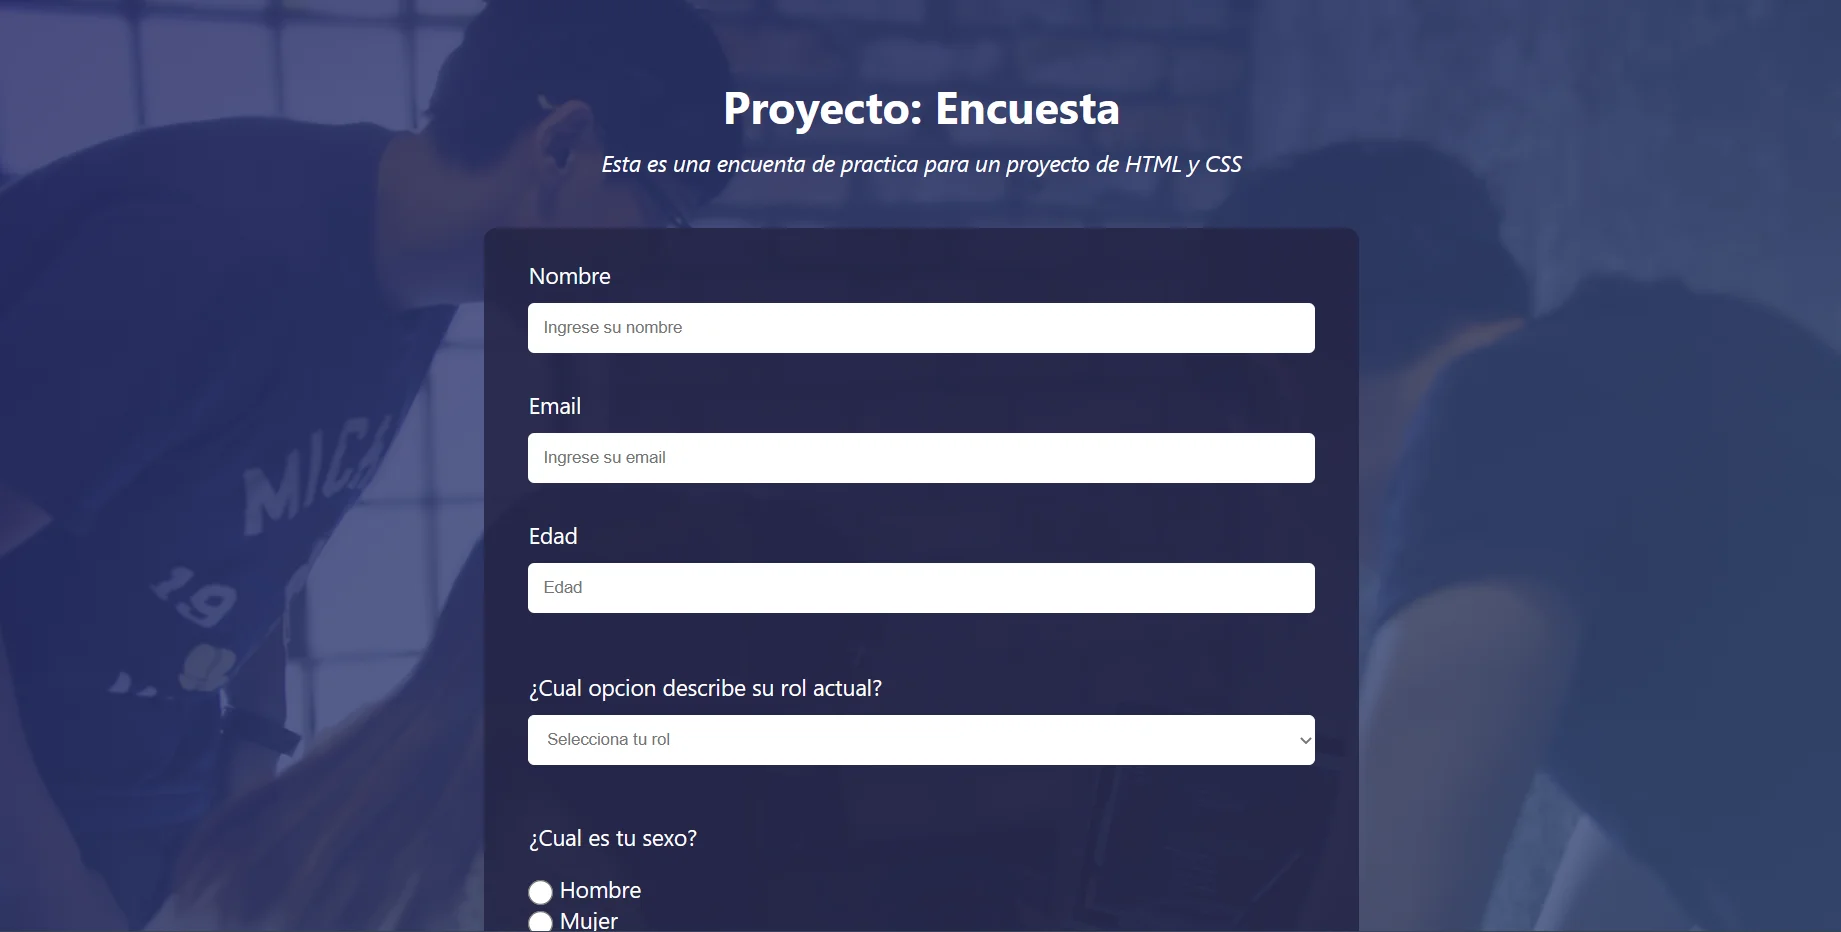 Proyecto: Encuesta
Esta es una encuenta de practica para un proyecto de HTML y CSS
Nombre
Ingrese su nombre
Email
Ingrese su email
Edad
Edad
¿Cual opcion describe su rol actual?
Selecciona tu rol
¿Cual es tu sexo?
Hombre
Mujer
MICH
19